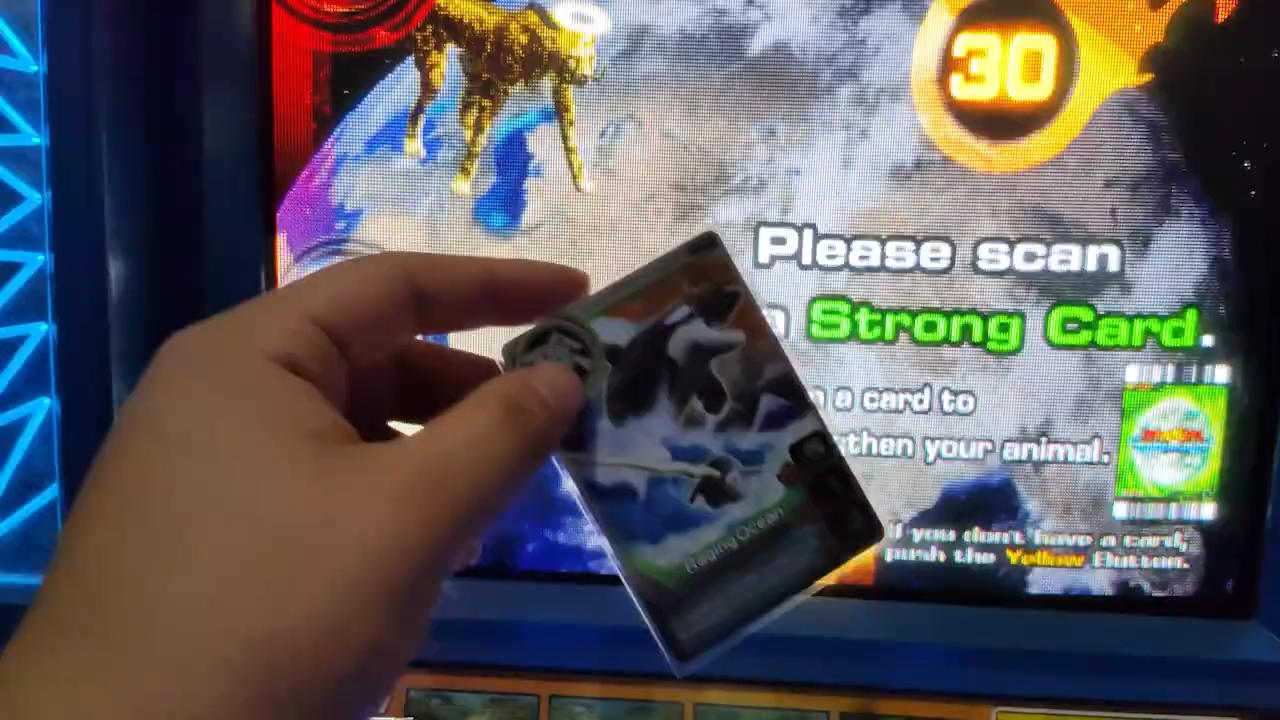 30
Please scan
Strong Card.
a card to
then your animal.
Raging Ocean
If you don't have a card,
push the Yellow Button.